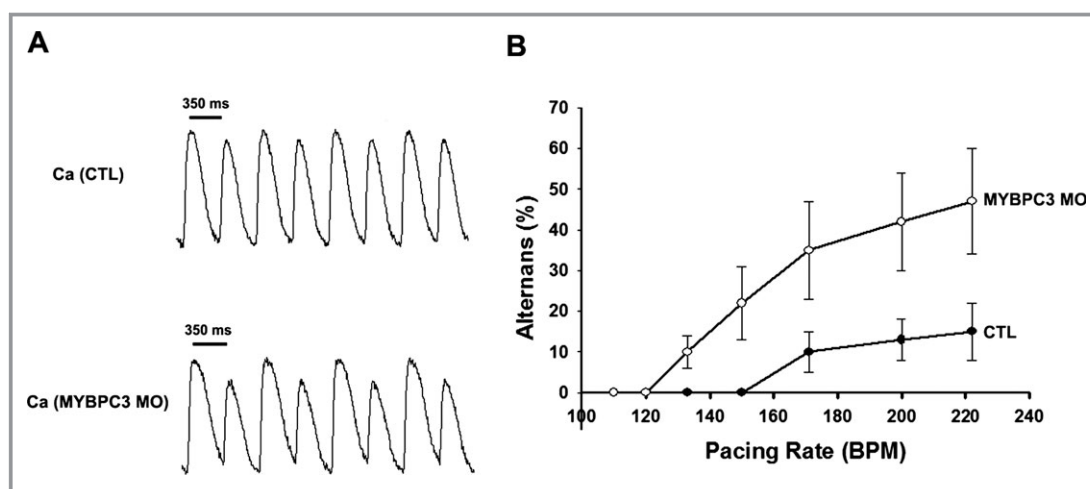 A
350 ms
Ca (CTL)
350 ms
Ca (MYBPC3 MO)
B
Alternans (%)
70
60
50
40
30
20
10
0
MYBPC3 MO
CTL
100 120 140 160 180 200 220 240
Pacing Rate (BPM)